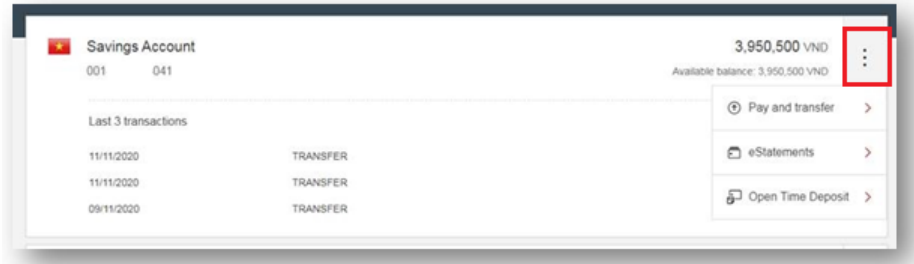 Savings Account
3,950,500 VND
001 041
Available balance: 3,950,500 VND
Pay and transfer
Last 3 transactions
11/11/2020 TRANSFER
eStatements
11/11/2020 TRANSFER
Open Time Deposit
09/11/2020 TRANSFER